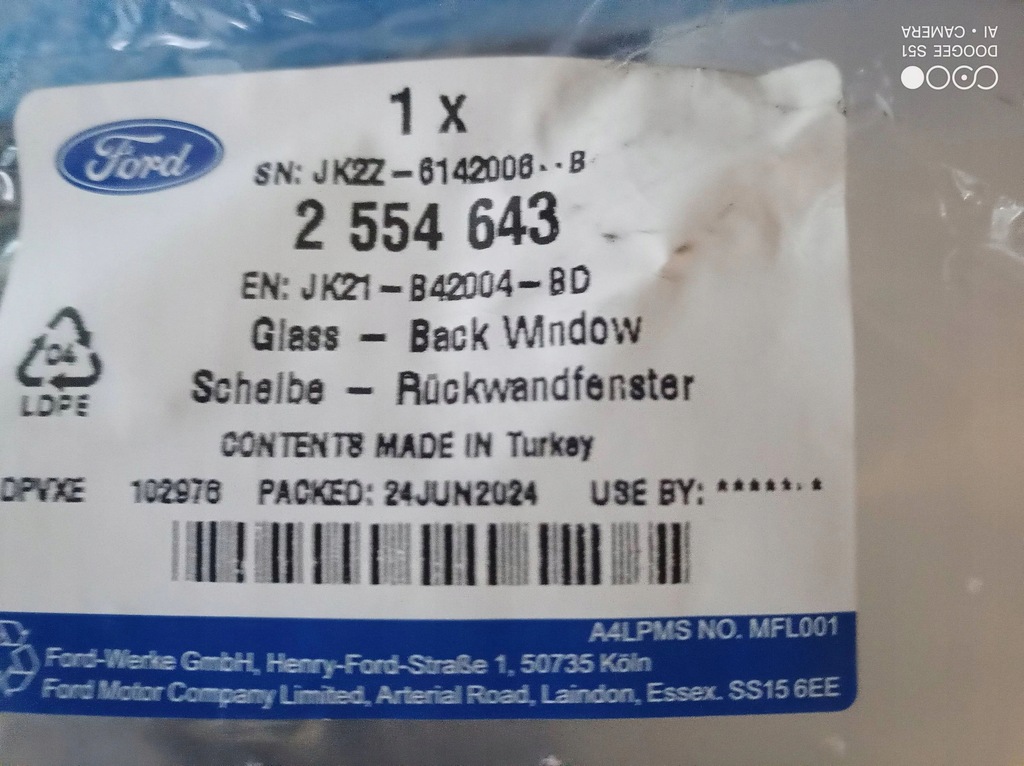 1 x
Ford
SN: JK2Z-6142006--B
2 554 643
EN: JK21-B42004-BD
Glass - Back Window
Scheibe - Rückwandfenster
04
LDPE
CONTENTS MADE IN Turkey
DPVXE 102976 PACKED: 24JUN2024 USE BY: *******
A4LPMS NO. MFL001
Ford-Werke GmbH, Henry-Ford-Straße 1, 50735 Köln
Ford Motor Company Limited, Arterial Road, Laindon, Essex. SS15 6EE
DOOGEE S51
AI • CAMERA